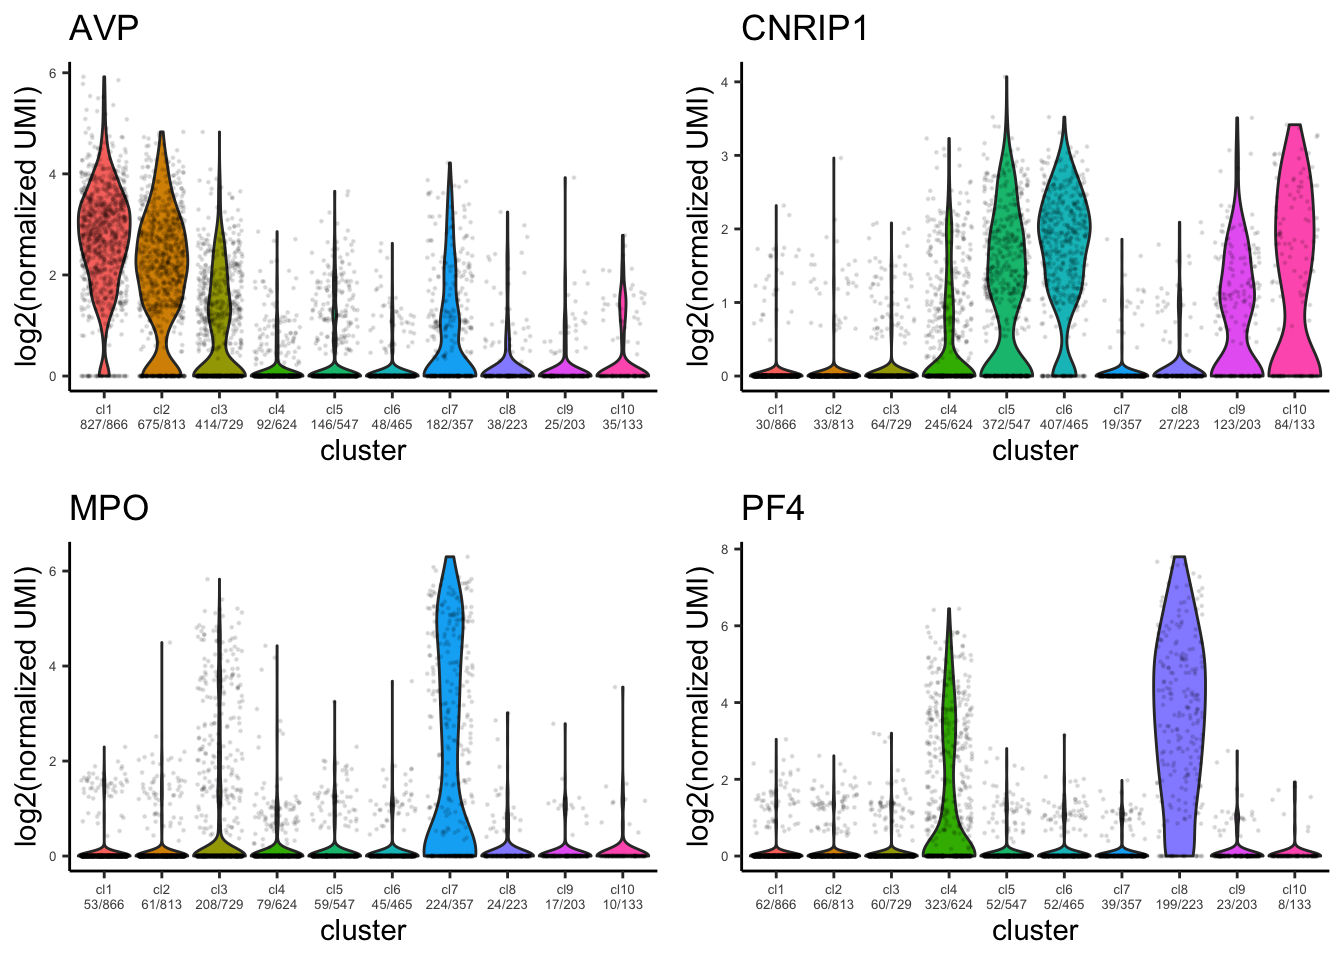 AVP
log2(normalized UMI)
6
4
2
0
cl1 cl2 cl3 cl4 cl5 cl6 cl7 cl8 cl9 cl10
827/866 675/813 414/729 92/624 146/547 48/465 182/357 38/223 25/203 35/133
cluster
CNRIP1
log2(normalized UMI)
4
3
2
1
0
cl1 cl2 cl3 cl4 cl5 cl6 cl7 cl8 cl9 cl10
30/866 33/813 64/729 245/624 372/547 407/465 19/357 27/223 123/203 84/133
cluster
MPO
log2(normalized UMI)
6
4
2
0
cl1 cl2 cl3 cl4 cl5 cl6 cl7 cl8 cl9 cl10
53/866 61/813 208/729 79/624 59/547 45/465 224/357 24/223 17/203 10/133
cluster
PF4
log2(normalized UMI)
8
6
4
2
0
cl1 cl2 cl3 cl4 cl5 cl6 cl7 cl8 cl9 cl10
62/866 66/813 60/729 323/624 52/547 52/465 39/357 199/223 23/203 8/133
cluster